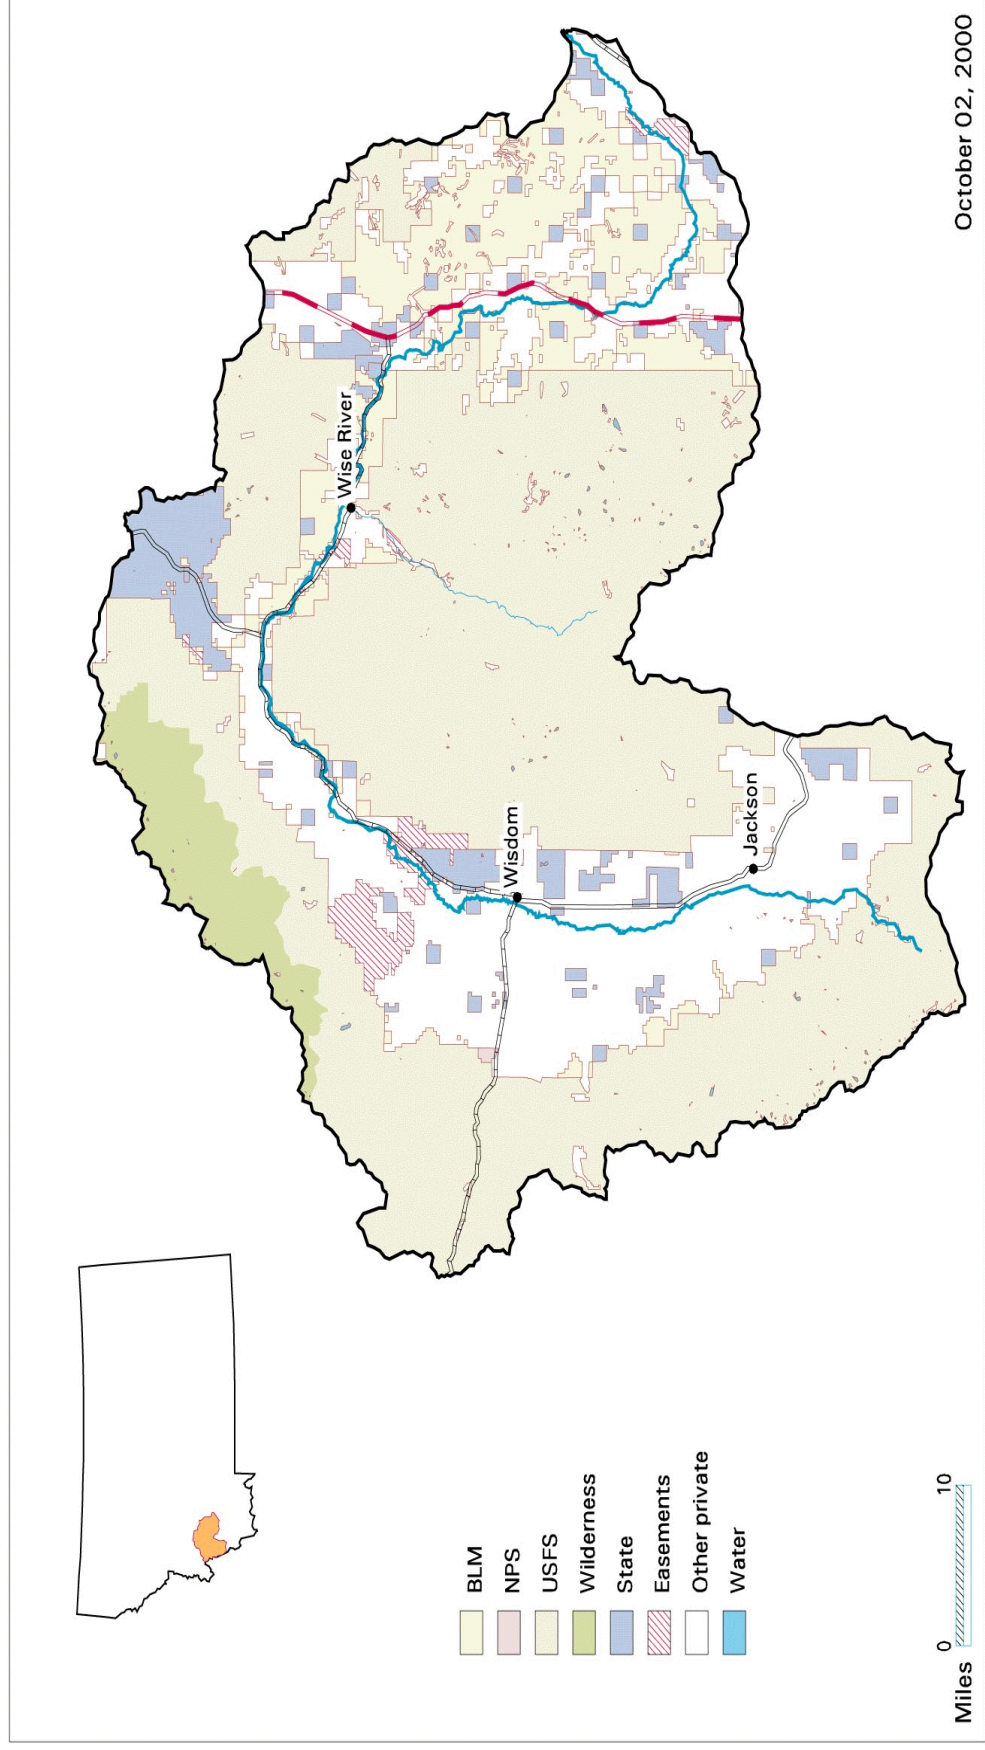 October 02, 2000
Wise River
Wisdom
Jackson
BLM
NPS
USFS
Wilderness
State
Easements
Other private
Water
0 10
Miles